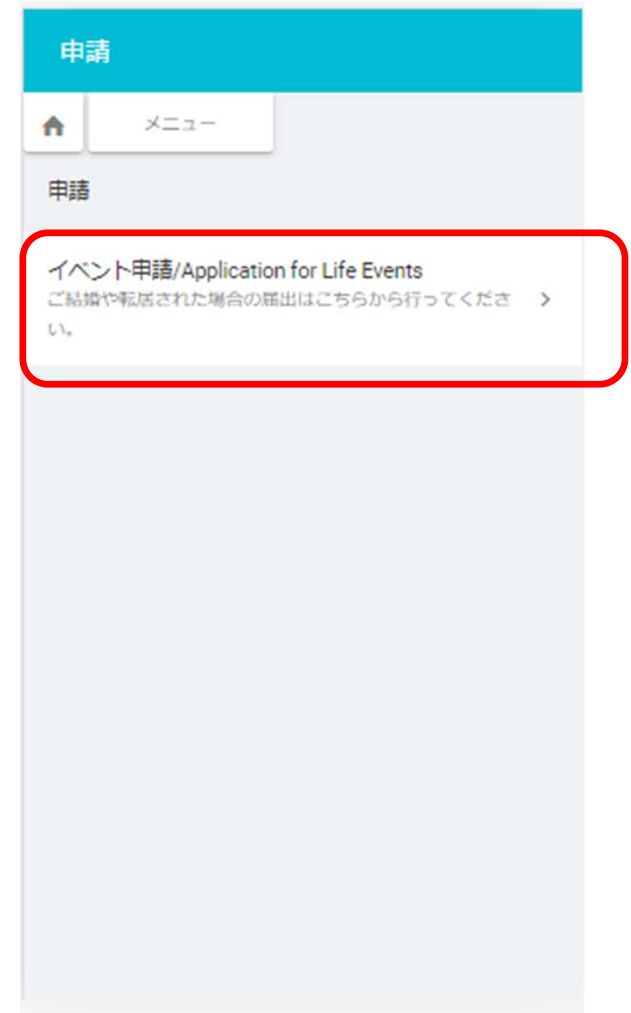 申請
メニュー
申請
イベント申請/Application for Life Events
ご結婚や転居された場合の届出はこちらから行ってくださ
い。